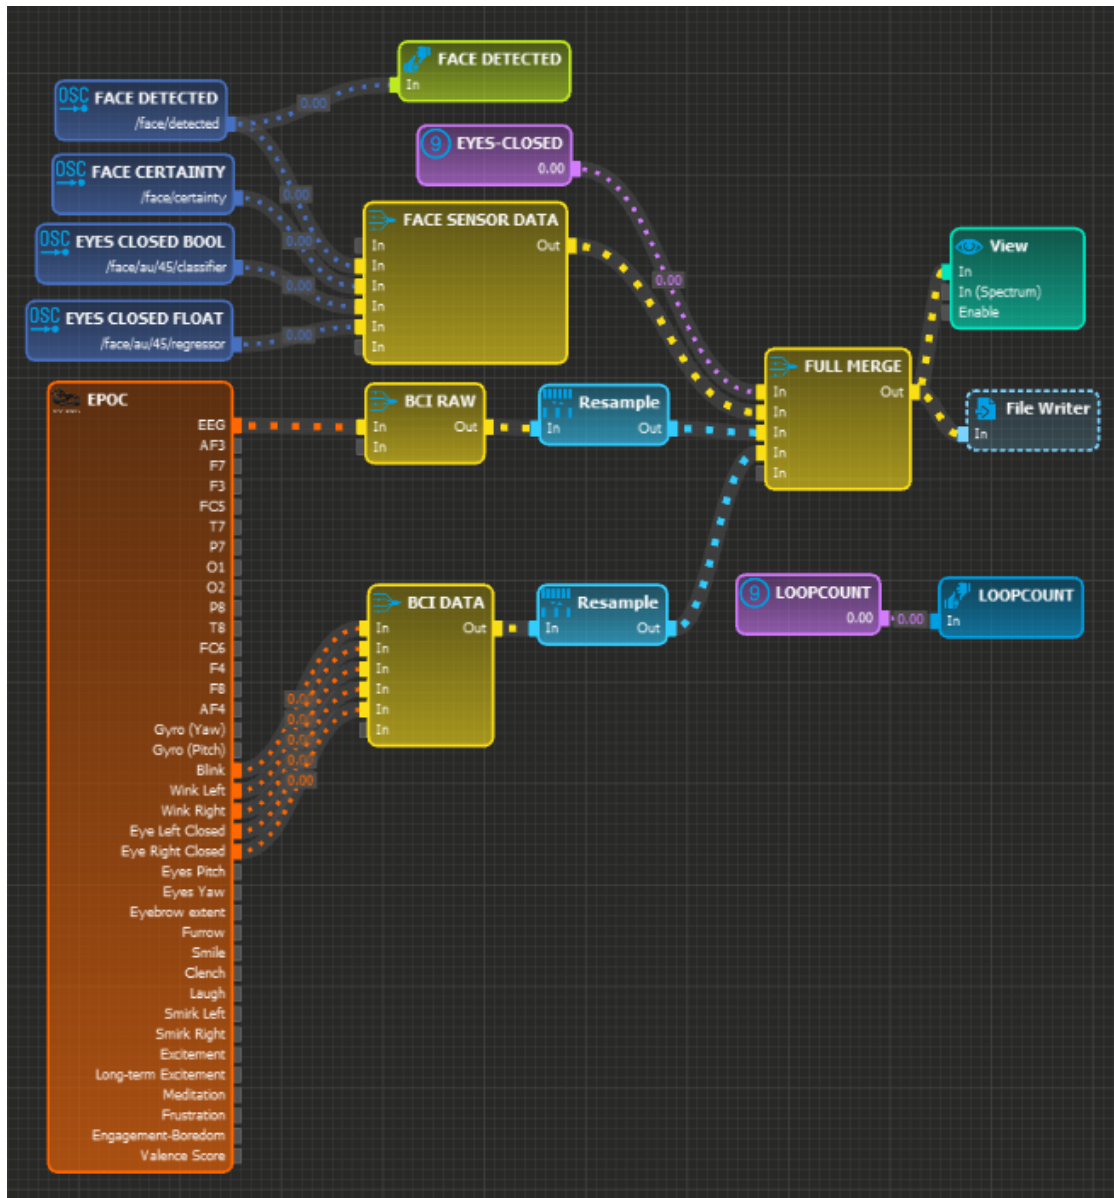 FACE DETECTED
In
OSC FACE DETECTED
/face/detected
0.00
9 EYES-CLOSED
0.00
OSC FACE CERTAINTY
/face/certainty
0.00
FACE SENSOR DATA
In Out
In
In
In
In
In
OSC EYES CLOSED BOOL
/face/au/45/classifier
0.00
0.00
OSC EYES CLOSED FLOAT
/face/au/45/regressor
0.00
0.00
View
In
In (Spectrum)
Enable
FULL MERGE
In Out
In
In
In
In
File Writer
In
EPOC
EEG
AF3
F7
F3
FC5
T7
P7
O1
O2
P8
T8
FC6
F4
F8
AF4
Gyro (Yaw)
Gyro (Pitch)
Blink
Wink Left
Wink Right
Eye Left Closed
Eye Right Closed
Eyes Pitch
Eyes Yaw
Eyebrow extent
Furrow
Smile
Clench
Laugh
Smirk Left
Smirk Right
Excitement
Long-term Excitement
Meditation
Frustration
Engagement-Boredom
Valence Score
BCI RAW
In Out
In
Resample
In Out
BCI DATA
In Out
In
In
In
In
In
0.00
Resample
In Out
9 LOOPCOUNT
0.00
0.00
LOOPCOUNT
In